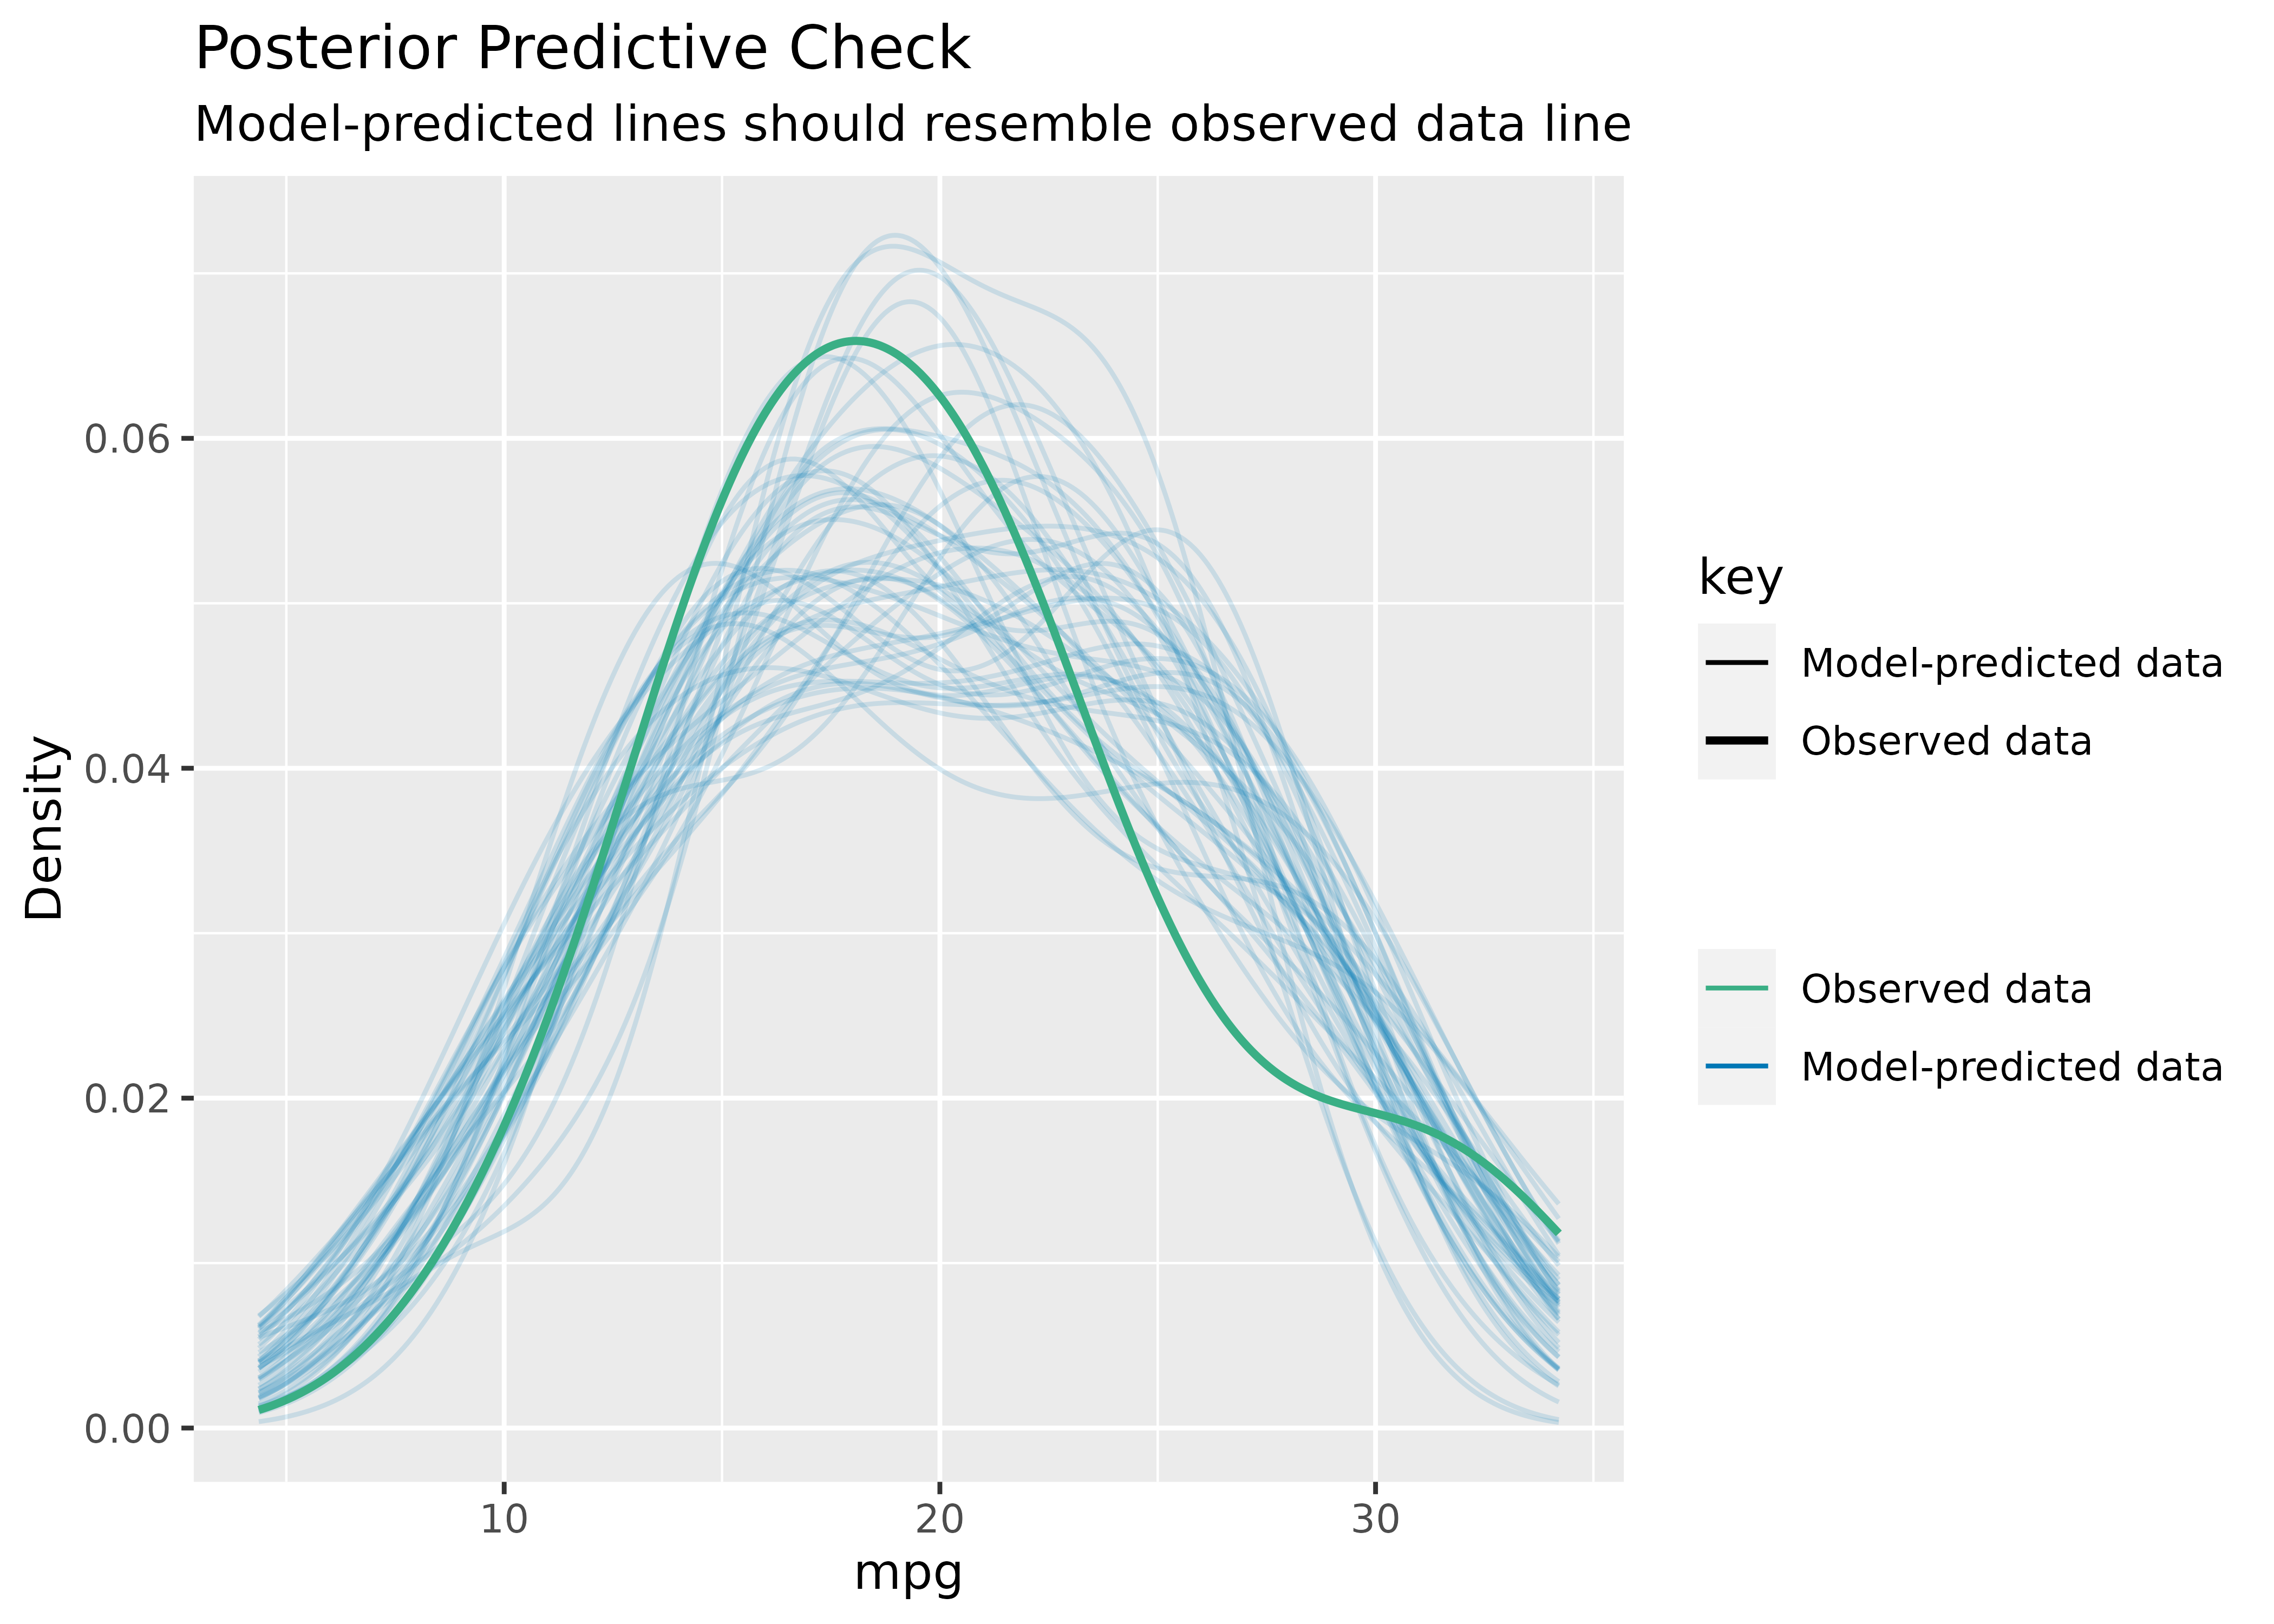 Posterior Predictive Check
Model-predicted lines should resemble observed data line
Density
0.06
0.04
0.02
0.00
10
20
30
mpg
key
Model-predicted data
Observed data
Observed data
Model-predicted data